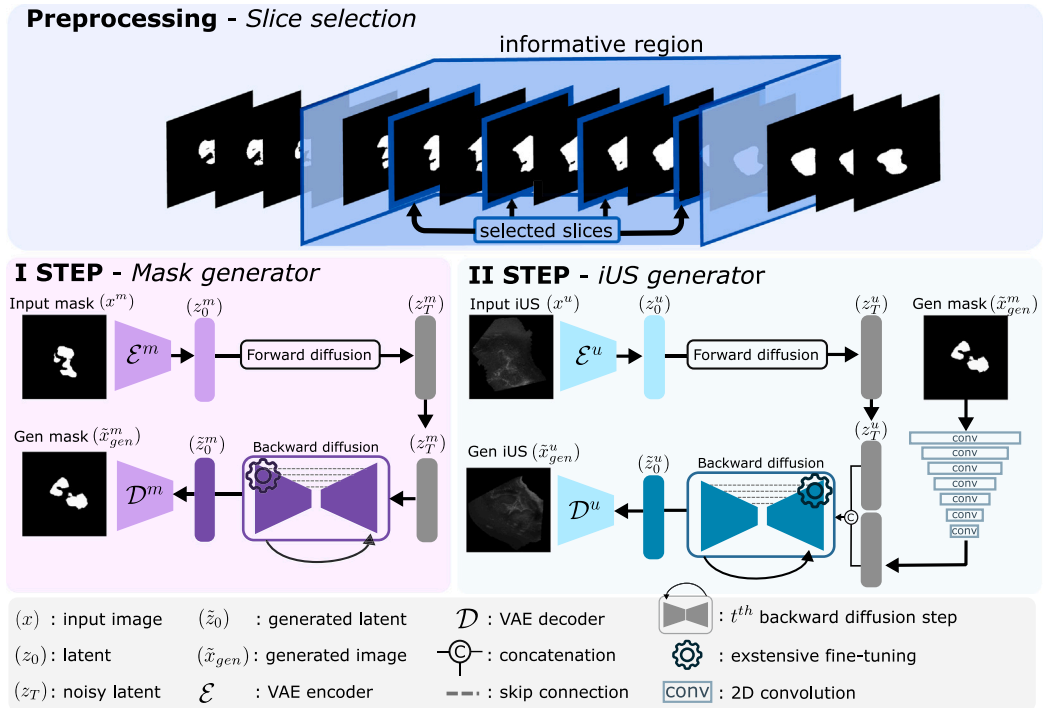 Preprocessing - Slice selection
informative region
selected slices
I STEP - Mask generator
Input mask (x^m)
(z_0^m)
(z_T^m)
ℰ^m
Forward diffusion
Gen mask (x̃_gen^m)
(z̃_0^m)
Backward diffusion
(z_T^m)
𝒟^m
II STEP - iUS generator
Input iUS (x^u)
(z_0^u)
(z_T^u)
Gen mask (x̃_gen^m)
ℰ^u
Forward diffusion
Gen iUS (x̃_gen^u)
(z̃_0^u)
Backward diffusion
(z_T^u)
𝒟^u
C
conv
conv
conv
conv
conv
conv
conv
(x) : input image
(z̃_0) : generated latent
𝒟 : VAE decoder
t^th backward diffusion step
(z_0) : latent
(x̃_gen) : generated image
C : concatenation
: exstensive fine-tuning
(z_T) : noisy latent
ℰ : VAE encoder
: skip connection
conv : 2D convolution